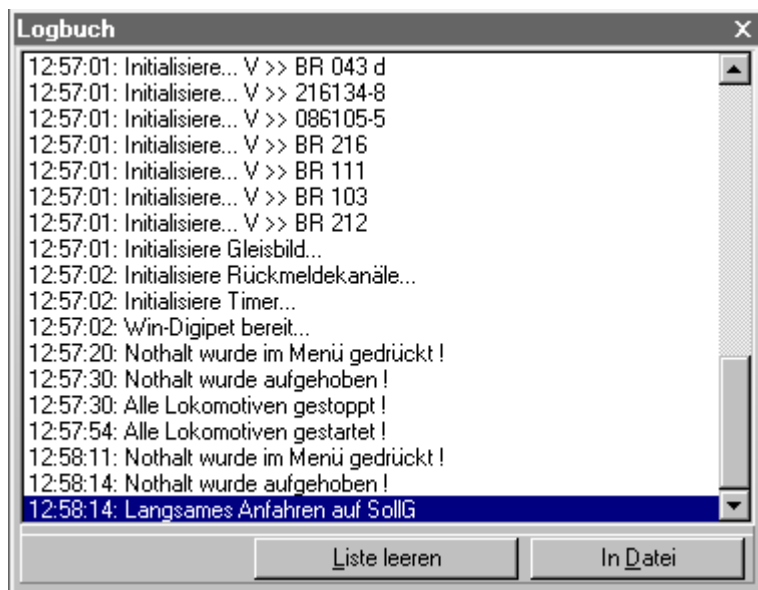 Logbuch
12:57:01: Initialisiere... V >> BR 043 d
12:57:01: Initialisiere... V >> 216134-8
12:57:01: Initialisiere... V >> 086105-5
12:57:01: Initialisiere... V >> BR 216
12:57:01: Initialisiere... V >> BR 111
12:57:01: Initialisiere... V >> BR 103
12:57:01: Initialisiere... V >> BR 212
12:57:01: Initialisiere Gleisbild...
12:57:02: Initialisiere Rückmeldekanäle...
12:57:02: Initialisiere Timer...
12:57:02: Win-Digipet bereit...
12:57:20: Nothalt wurde im Menü gedrückt !
12:57:30: Nothalt wurde aufgehoben !
12:57:30: Alle Lokomotiven gestoppt !
12:57:54: Alle Lokomotiven gestartet !
12:58:11: Nothalt wurde im Menü gedrückt !
12:58:14: Nothalt wurde aufgehoben !
12:58:14: Langsames Anfahren auf SollG
Liste leeren
In Datei